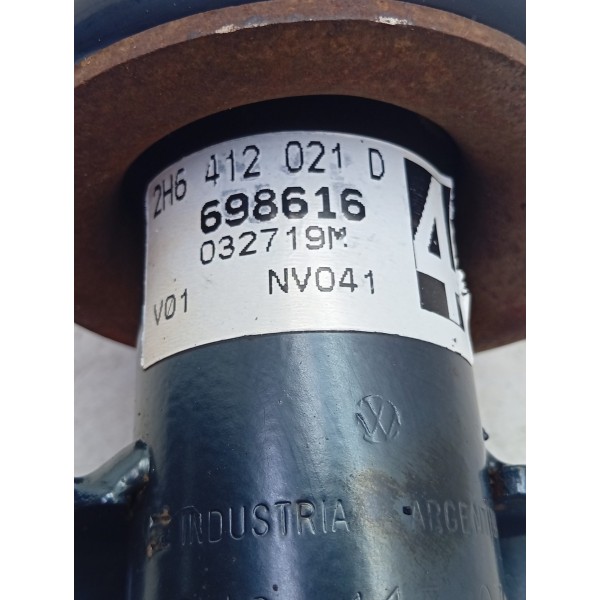 2H6 412 021 D
698616
032719M
V01 NV041
INDUSTRIA